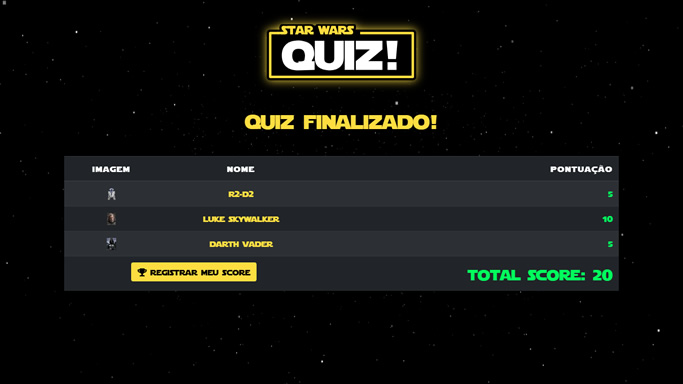 STAR WARS
QUIZ!
QUIZ FINALIZADO!
IMAGEM NOME PONTUAÇÃO
R2-D2 5
LUKE SKYWALKER 10
DARTH VADER 5
REGISTRAR MEU SCORE TOTAL SCORE: 20